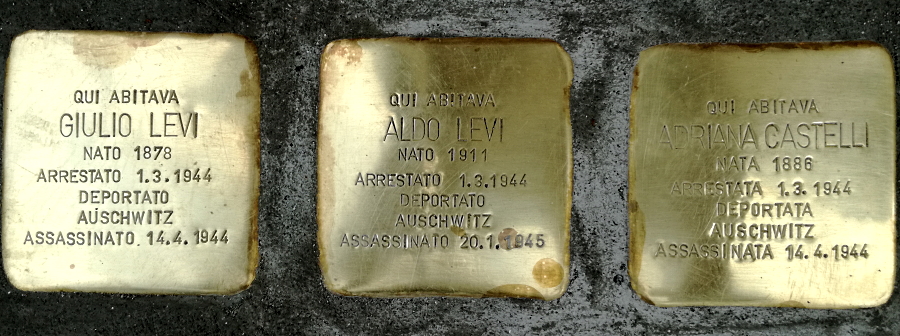 QUI ABITAVA
GIULIO LEVI
NATO 1878
ARRESTATO 1.3.1944
DEPORTATO
AUSCHWITZ
ASSASSINATO 14.4.1944
QUI ABITAVA
ALDO LEVI
NATO 1911
ARRESTATO 1.3.1944
DEPORTATO
AUSCHWITZ
ASSASSINATO 20.1.1945
QUI ABITAVA
ADRIANA CASTELLI
NATA 1886
ARRESTATA 1.3.1944
DEPORTATA
AUSCHWITZ
ASSASSINATA 14.4.1944